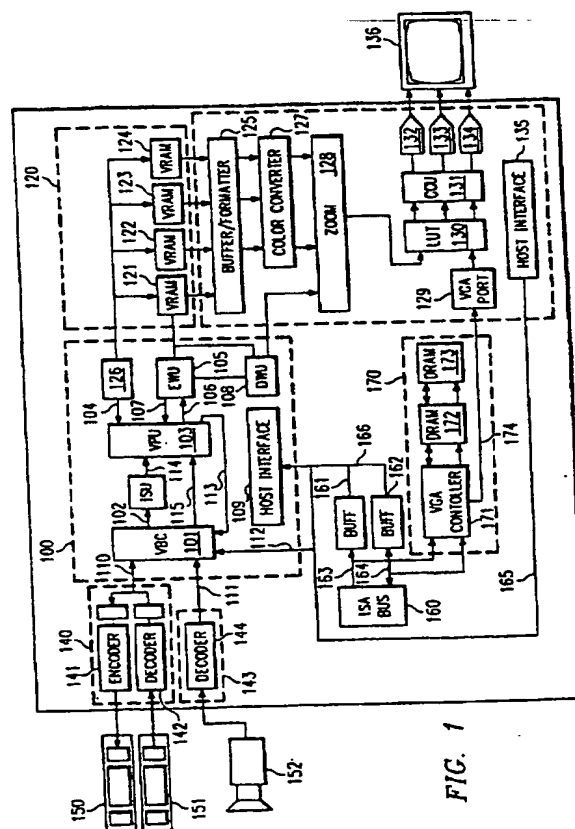 120
124
VRAM
123
VRAM
122
VRAM
121
VRAM
125
BUFFER/FORMATTER
127
COLOR CONVERTER
128
ZOOM
136
132
133
134
CCU
131
LUT
130
VGA
PORT
129
135
HOST INTERFACE
100
126
104
107
105
106
108
DWU
VPU
103
ISU
102
114
115
113
109
HOST INTERFACE
VBC
101
110
111
112
166
161
162
BUFF
BUFF
163
164
ISA
BUS
160
165
170
DRAM
173
DRAM
172
VGA
CONTOLLER
171
174
140
141
ENCODER
DECODER
142
144
DECODER
143
150
151
152
FIG. 1